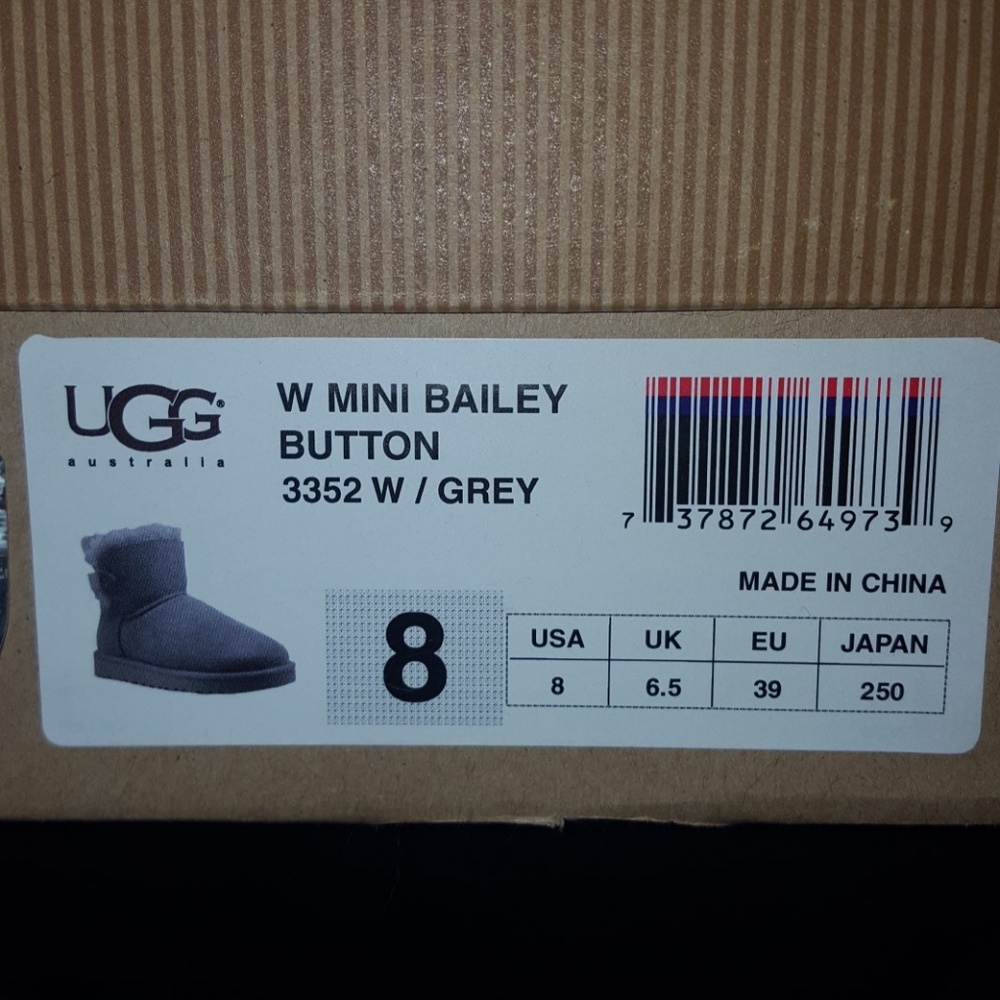 UGG®
australia
W MINI BAILEY
BUTTON
3352 W / GREY
7 37872 64973 9
MADE IN CHINA
8
USA UK EU JAPAN
8 6.5 39 250